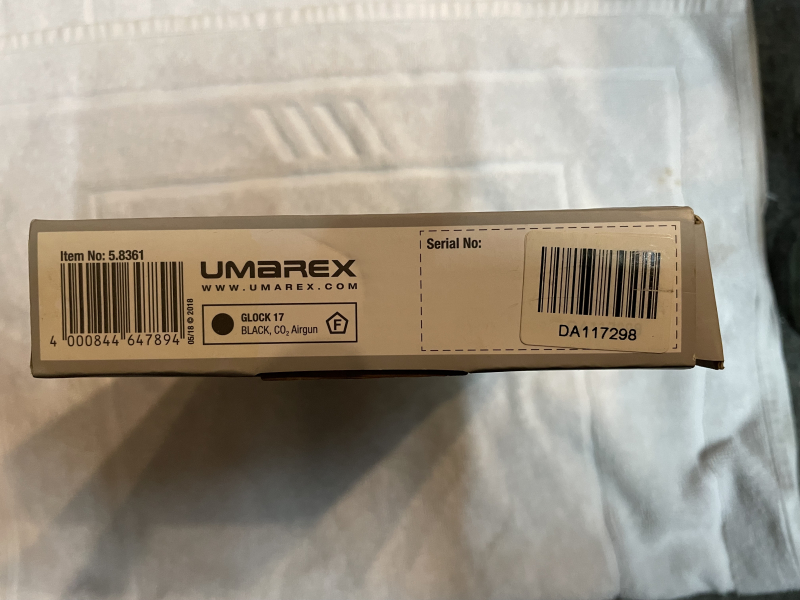 Item No: 5.8361
4 000844 647894
05/18 © 2018
UMAREX
WWW.UMAREX.COM
GLOCK 17
BLACK, CO₂ Airgun
F
Serial No:
DA117298